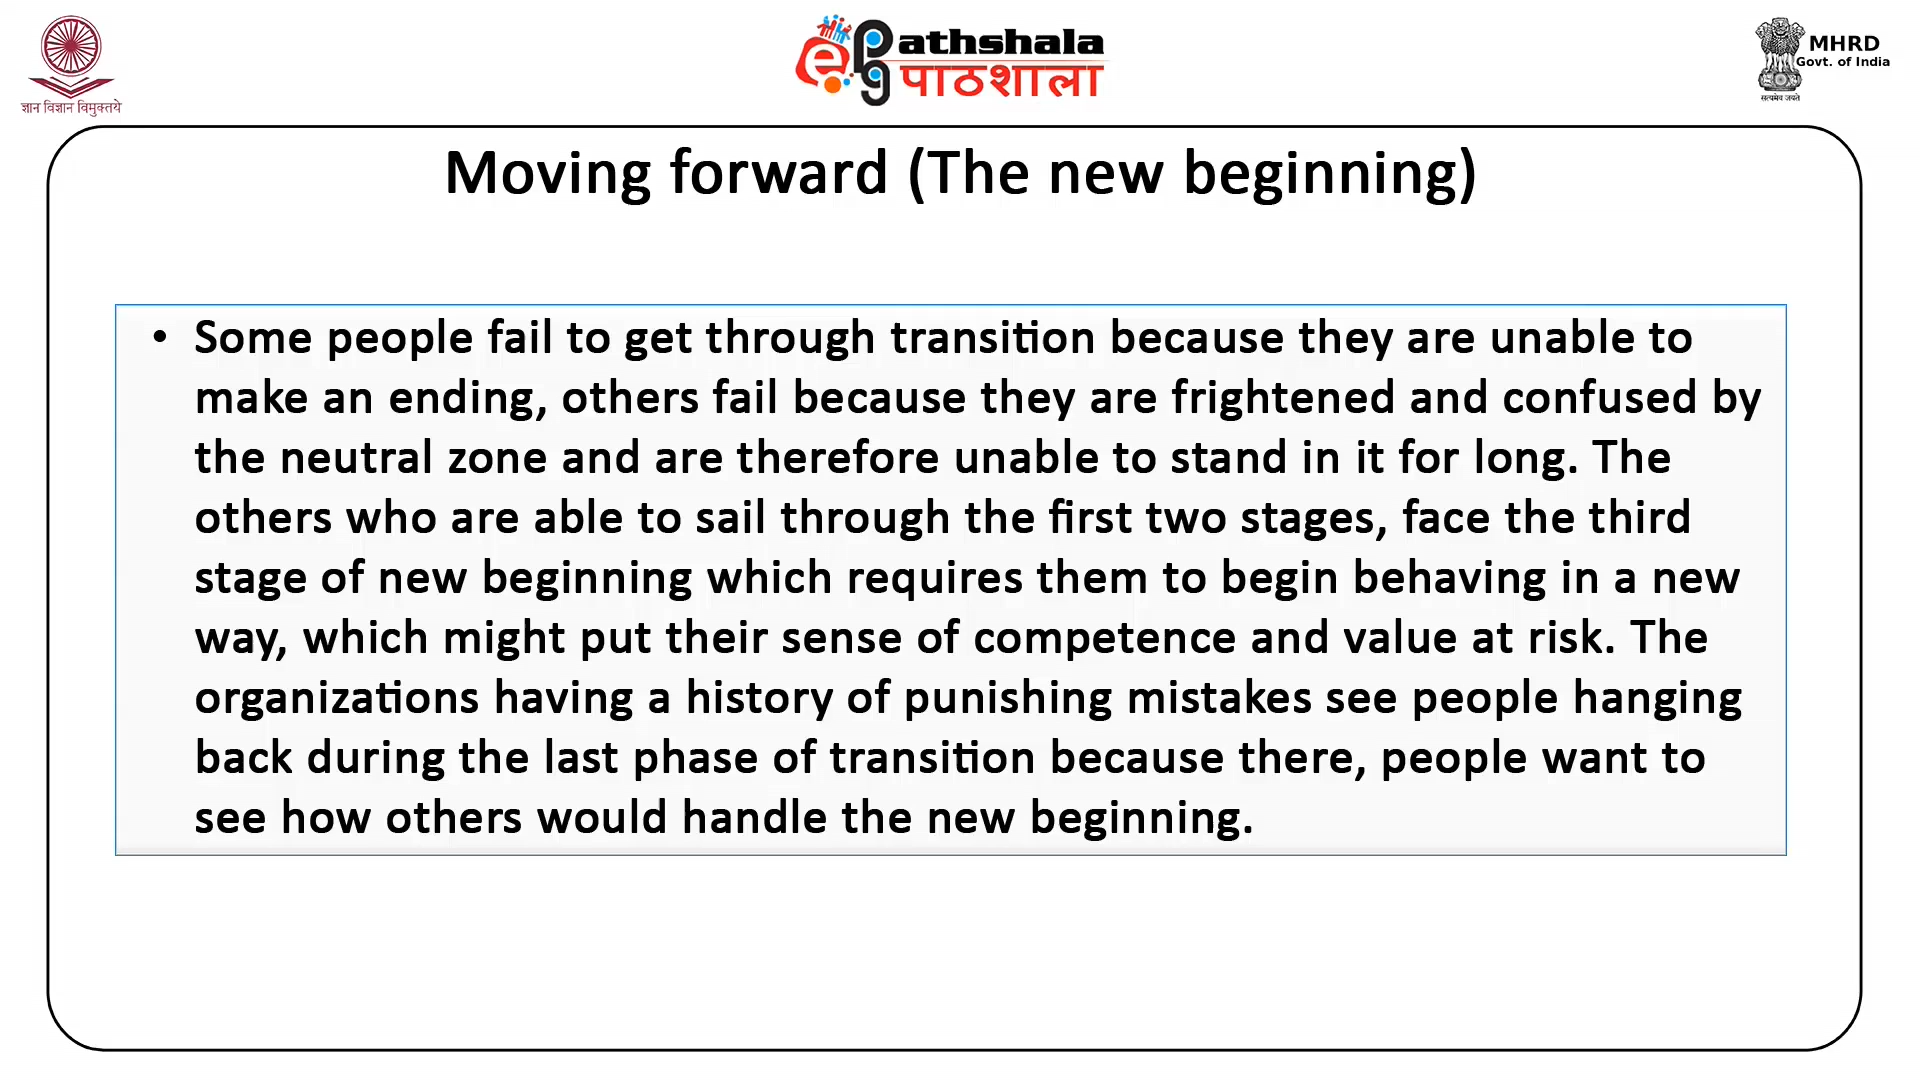 ज्ञान विज्ञान विमुक्तये
e
pg
athshala
पाठशाला
MHRD
Govt. of India
सत्यमेव जयते
Moving forward (The new beginning)
• Some people fail to get through transition because they are unable to
make an ending, others fail because they are frightened and confused by
the neutral zone and are therefore unable to stand in it for long. The
others who are able to sail through the first two stages, face the third
stage of new beginning which requires them to begin behaving in a new
way, which might put their sense of competence and value at risk. The
organizations having a history of punishing mistakes see people hanging
back during the last phase of transition because there, people want to
see how others would handle the new beginning.